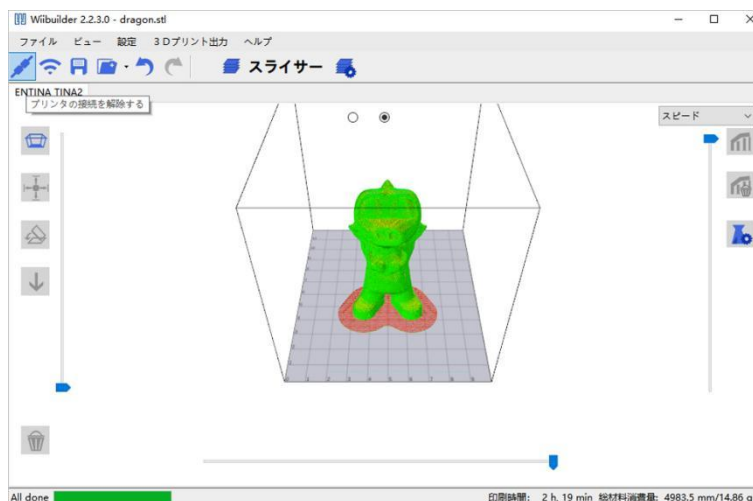 Wiibuilder 2.2.3.0 - dragon.stl
ファイル ビュー 設定 3Dプリント出力 ヘルプ
スライサー
ENTINA TINA2
プリンタの接続を解除する
スピード
All done
印刷時間: 2 h. 19 min 総材料消費量: 4983.5 mm/14.86 g